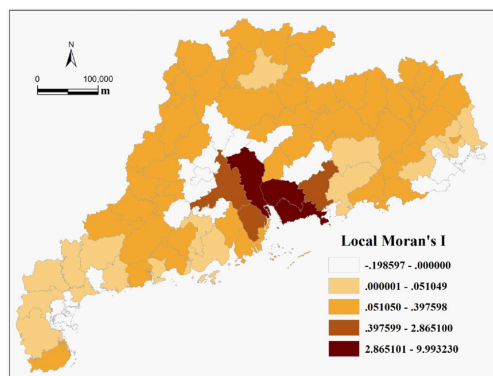 N
0 100,000
m
Local Moran's I
-.198597 - .000000
.000001 - .051049
.051050 - .397598
.397599 - 2.865100
2.865101 - 9.993230